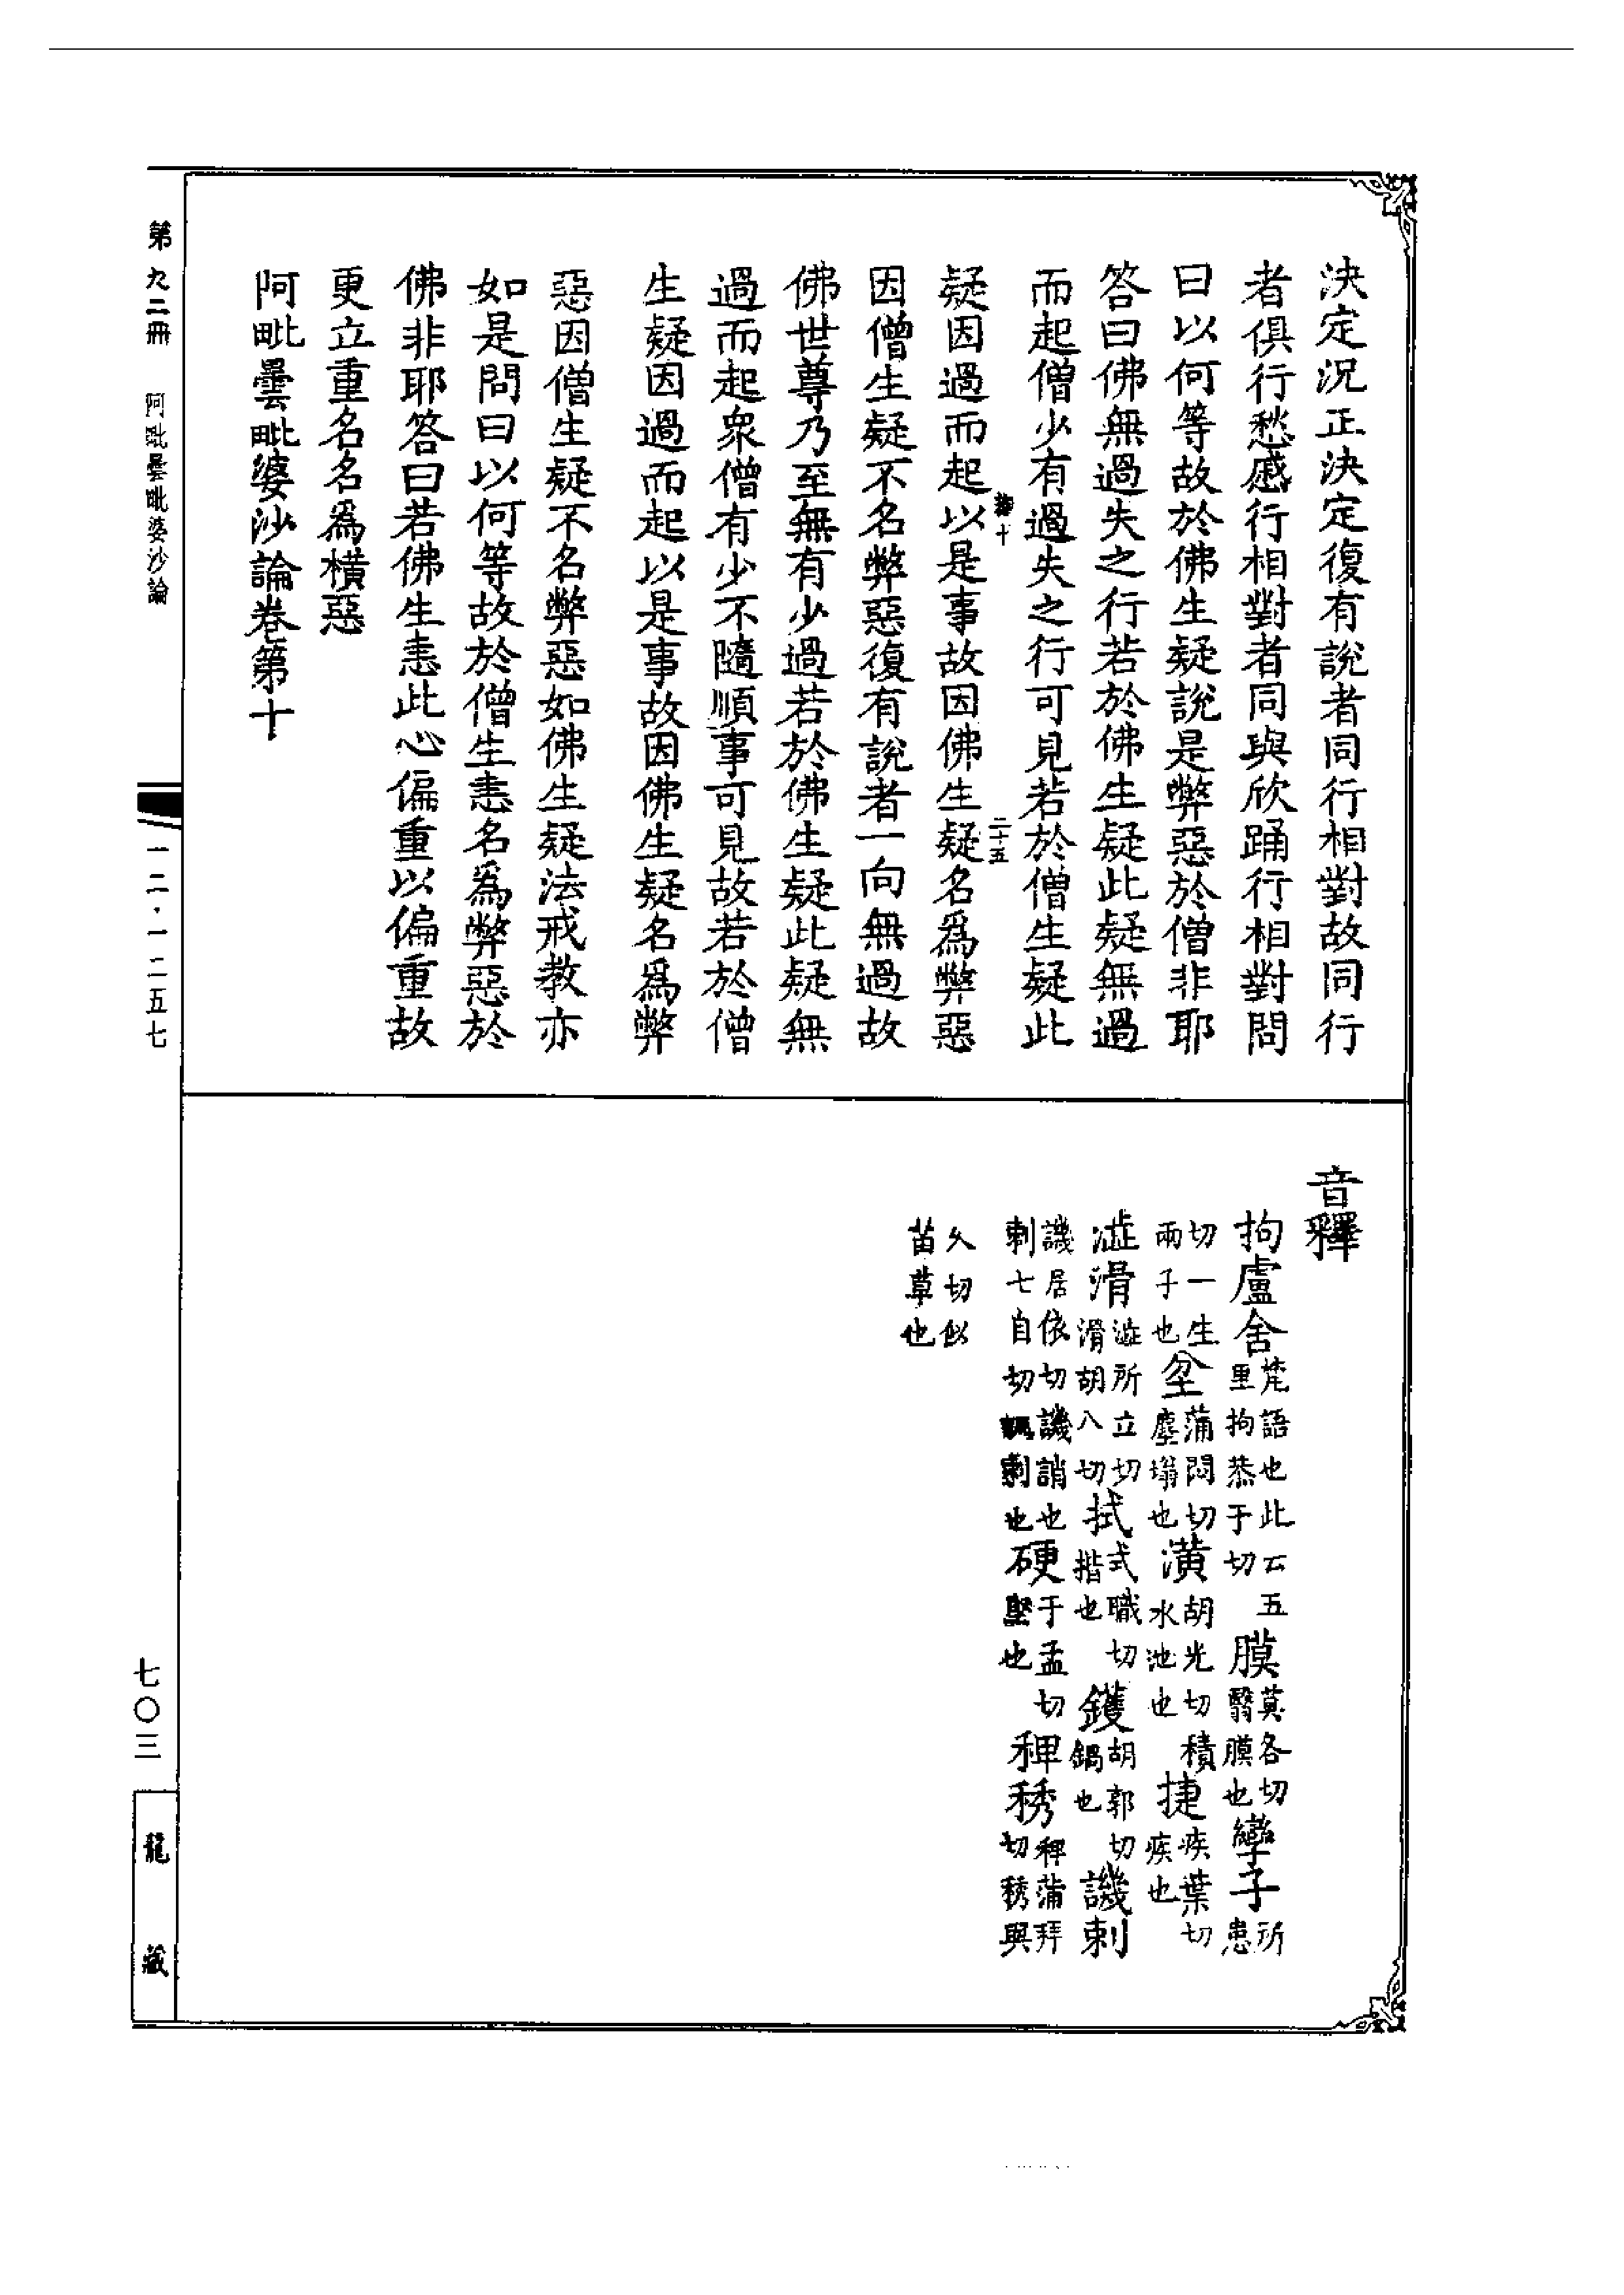 決定況正決定復有說者同行相對故同行
者俱行愁慼行相對者同與欣踊行相對問
曰以何等故於佛生疑說是弊惡於僧非耶
答曰佛無過失之行若於佛生疑此疑無過
而起僧少有過失之行可見若於僧生疑此
十 二十五
疑因過而起以是事故因佛生疑名爲弊惡
因僧生疑不名弊惡復有說者一向無過故
佛世尊乃至無有少過若於佛生疑此疑無
過而起衆僧有少不隨順事可見故若於僧
生疑因過而起以是事故因佛生疑名爲弊
惡因僧生疑不名弊惡如佛生疑法戒教亦
如是問曰以何等故於僧生恚名爲弊惡於
佛非耶答曰若佛生恚此心偏重以偏重故
更立重名名爲橫惡
阿毗曇毗婆沙論卷第十
音釋
拘盧舍梵語也此云五里拘恭于切 膜莫各切翳膜也 孿子所患
切一生兩子也 坌蒲悶切塵塕也 潢胡光切積水池也 捷疾葉切疾也
澁滑澁所立切滑胡八切 拭式職切揩也 鑊胡郭切鍋也 譏刺
譏居依切譏誚也刺七自切諷刺也 硬于孟切堅也 稗莠稗蒲拜切莠與
久切似苗草也
第九二冊 阿毗曇毗婆沙論
一二·一二五七
七〇三
龍藏